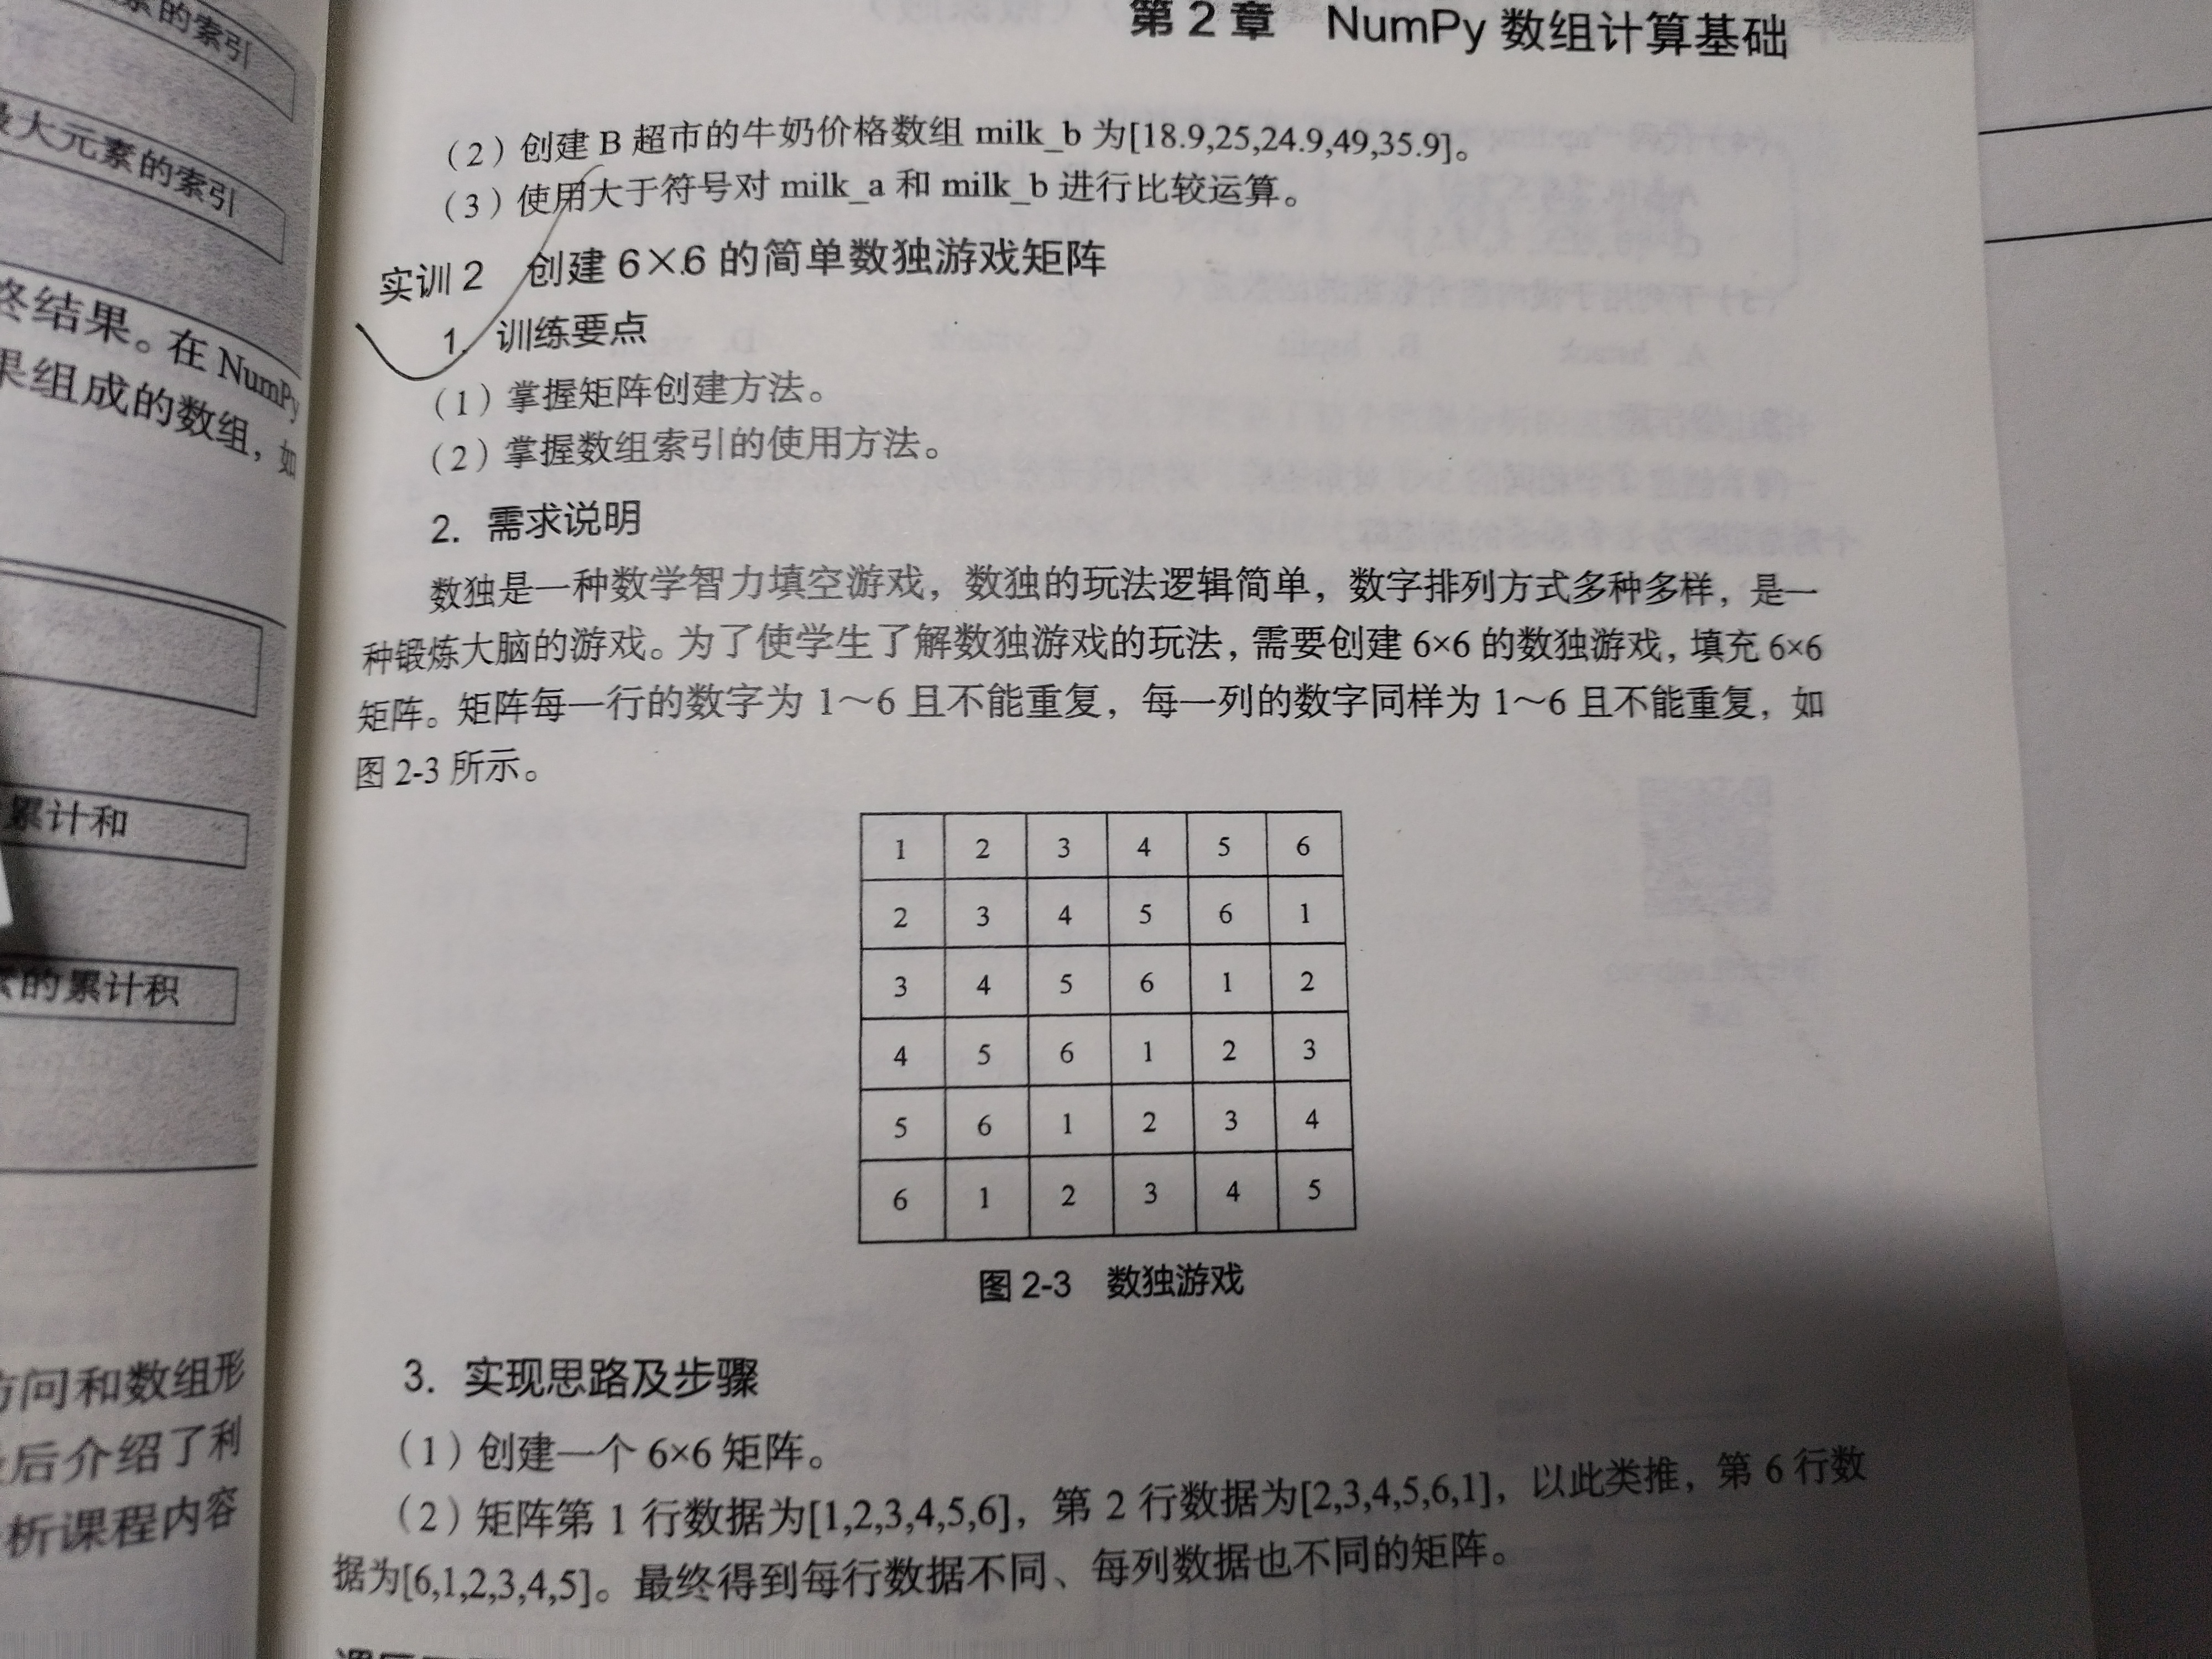 素的索引
最大元素的索引
终结果。在 NumPy
果组成的数组，如
累计和
素的累计积
访问和数组形
最后介绍了利
析课程内容
第 2 章 NumPy 数组计算基础
（2）创建 B 超市的牛奶价格数组 milk_b 为[18.9,25,24.9,49,35.9]。
（3）使用大于符号对 milk_a 和 milk_b 进行比较运算。
实训 2 创建 6×6 的简单数独游戏矩阵
1. 训练要点
（1）掌握矩阵创建方法。
（2）掌握数组索引的使用方法。
2. 需求说明
数独是一种数学智力填空游戏，数独的玩法逻辑简单，数字排列方式多种多样，是一
种锻炼大脑的游戏。为了使学生了解数独游戏的玩法，需要创建 6×6 的数独游戏，填充 6×6
矩阵。矩阵每一行的数字为 1～6 且不能重复，每一列的数字同样为 1～6 且不能重复，如
图 2-3 所示。
1 2 3 4 5 6
2 3 4 5 6 1
3 4 5 6 1 2
4 5 6 1 2 3
5 6 1 2 3 4
6 1 2 3 4 5
图 2-3 数独游戏
3. 实现思路及步骤
（1）创建一个 6×6 矩阵。
（2）矩阵第 1 行数据为[1,2,3,4,5,6]，第 2 行数据为[2,3,4,5,6,1]，以此类推，第 6 行数
据为[6,1,2,3,4,5]。最终得到每行数据不同、每列数据也不同的矩阵。